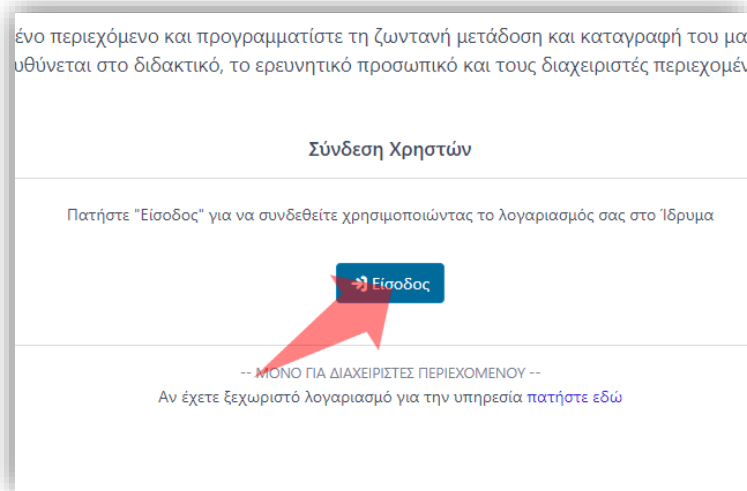 ένο περιεχόμενο και προγραμματίστε τη ζωντανή μετάδοση και καταγραφή του μα
υθύνεται στο διδακτικό, το ερευνητικό προσωπικό και τους διαχειριστές περιεχομέν
Σύνδεση Χρηστών
Πατήστε "Είσοδος" για να συνδεθείτε χρησιμοποιώντας το λογαριασμός σας στο Ίδρυμα
Είσοδος
-- ΜΟΝΟ ΓΙΑ ΔΙΑΧΕΙΡΙΣΤΕΣ ΠΕΡΙΕΧΟΜΕΝΟΥ --
Αν έχετε ξεχωριστό λογαριασμό για την υπηρεσία πατήστε εδώ